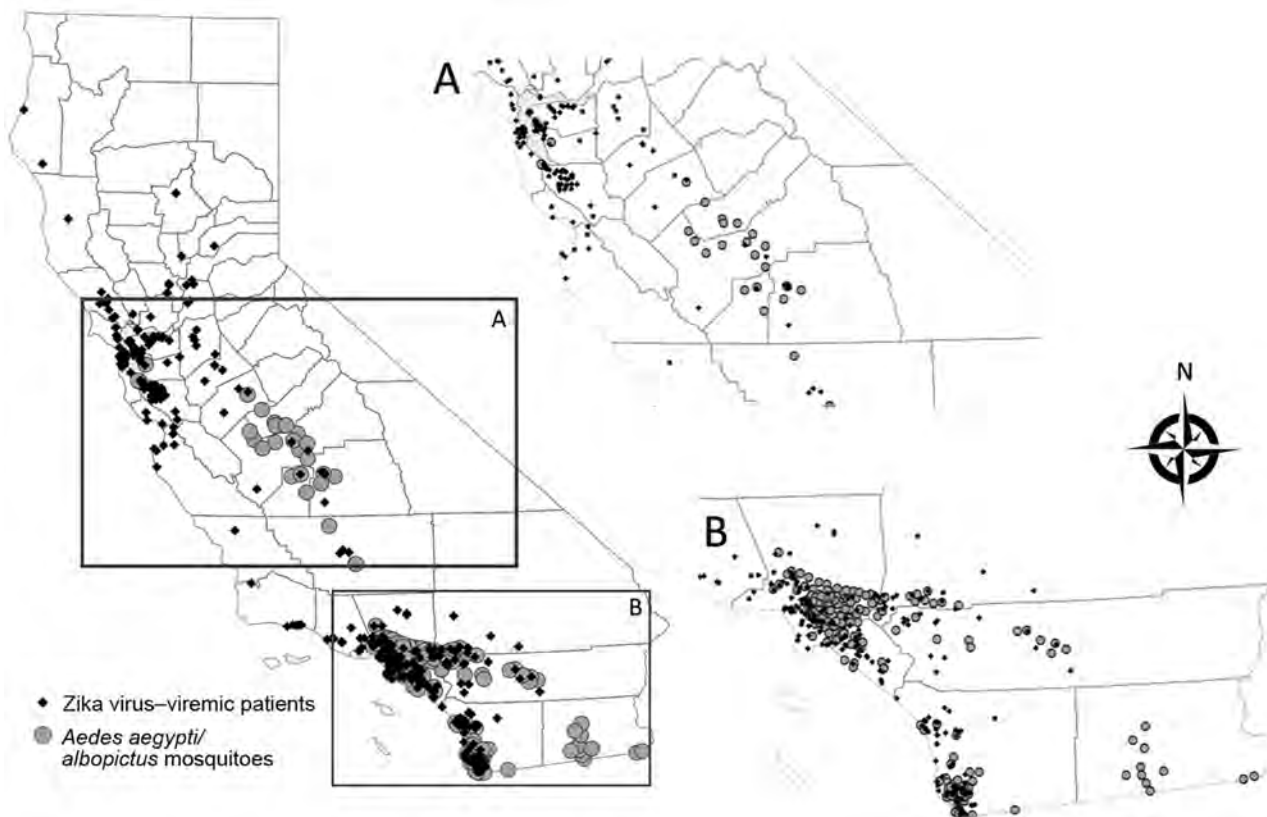 A
A
N
B
B
Zika virus–viremic patients
Aedes aegypti/
albopictus mosquitoes